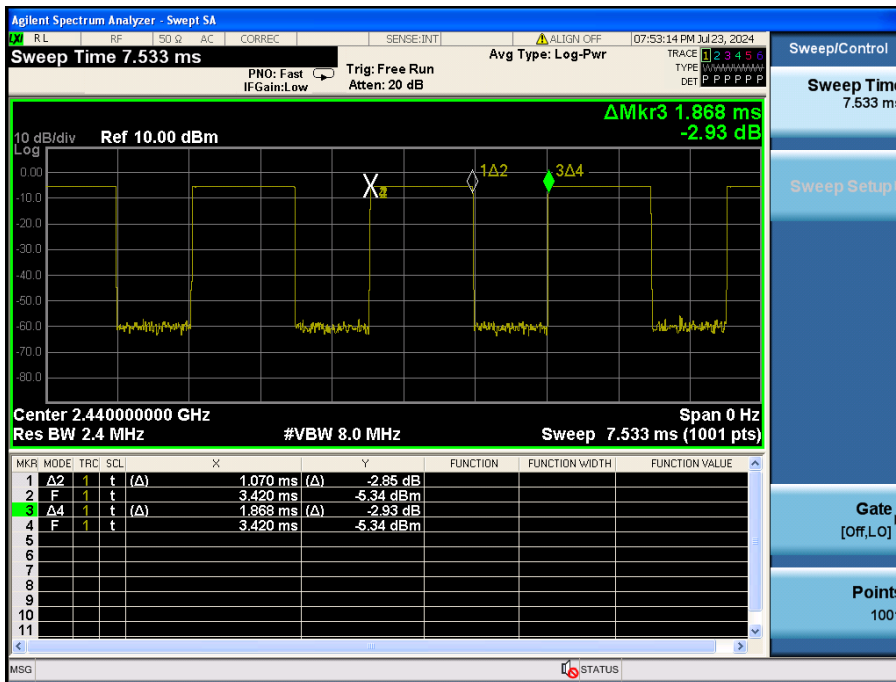 Agilent Spectrum Analyzer - Swept SA
LXI RL RF 50 Ω AC CORREC SENSE:INT ALIGN OFF 07:53:14 PM Jul 23, 2024
Sweep Time 7.533 ms
PNO: Fast
IFGain:Low
Trig: Free Run
Atten: 20 dB
Avg Type: Log-Pwr
TRACE 1 2 3 4 5 6
TYPE WWWWWW
DET P P P P P P
ΔMkr3 1.868 ms
-2.93 dB
10 dB/div Ref 10.00 dBm
Log
0.00
-10.0
-20.0
-30.0
-40.0
-50.0
-60.0
-70.0
-80.0
1Δ2
3Δ4
Center 2.440000000 GHz Span 0 Hz
Res BW 2.4 MHz #VBW 8.0 MHz Sweep 7.533 ms (1001 pts)
MKR MODE TRC SCL X Y FUNCTION FUNCTION WIDTH FUNCTION VALUE
1 Δ2 1 t (Δ) 1.070 ms (Δ) -2.85 dB
2 F 1 t 3.420 ms -5.34 dBm
3 Δ4 1 t (Δ) 1.868 ms (Δ) -2.93 dB
4 F 1 t 3.420 ms -5.34 dBm
5
6
7
8
9
10
11
MSG STATUS
Sweep/Control
Sweep Time
7.533 ms
Sweep Setup
Gate
[Off,LO]
Points
1001